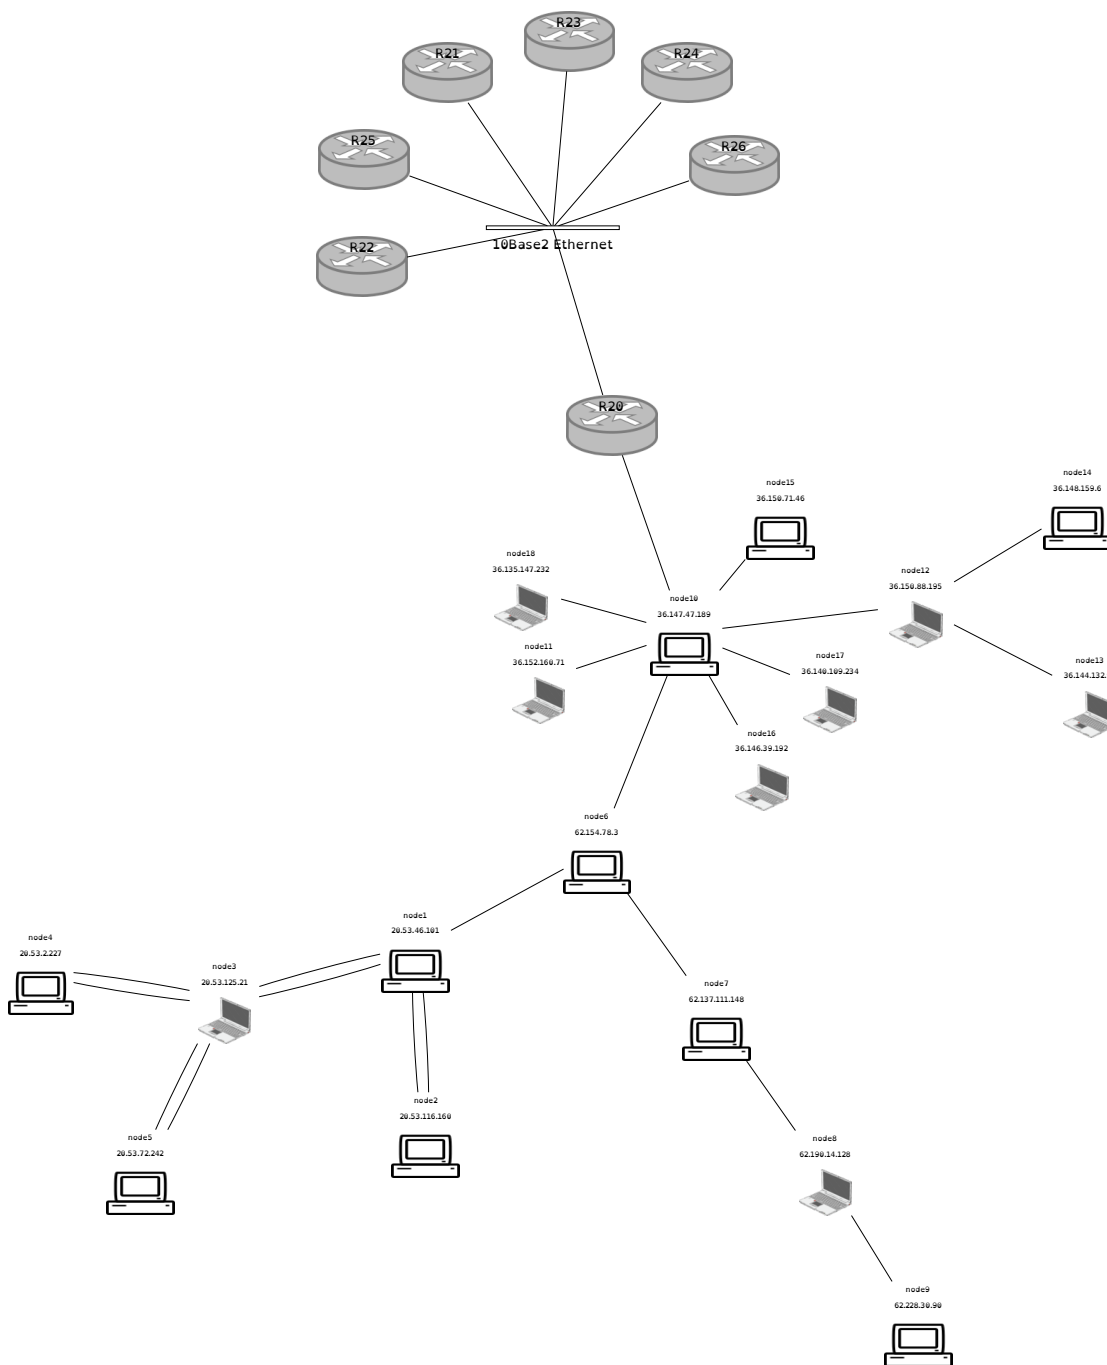 R23
R21
R24
R25
R26
10Base2 Ethernet
R22
R20
node14
36.148.159.6
node15
36.150.71.46
node18
36.135.147.232
node12
36.150.88.195
node10
36.147.47.189
node11
36.152.160.71
node17
36.140.109.234
node13
36.144.132.
node16
36.146.39.192
node6
62.154.78.3
node1
20.53.46.101
node4
20.53.2.227
node3
20.53.125.21
node7
62.137.111.148
node2
20.53.116.160
node5
20.53.72.242
node8
62.190.14.128
node9
62.228.30.90